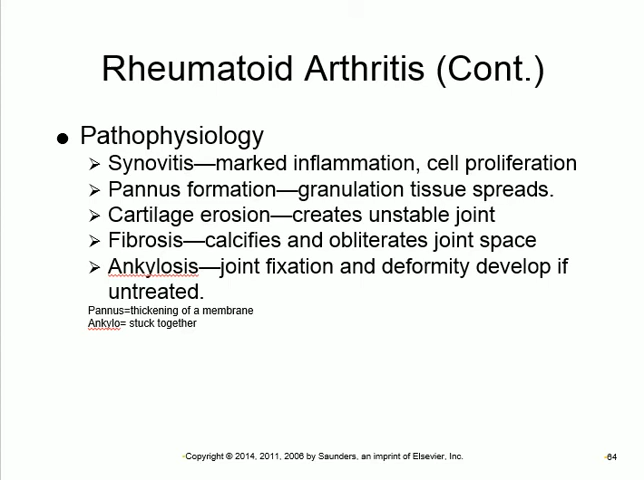 Rheumatoid Arthritis (Cont.)
● Pathophysiology
➢ Synovitis—marked inflammation, cell proliferation
➢ Pannus formation—granulation tissue spreads.
➢ Cartilage erosion—creates unstable joint
➢ Fibrosis—calcifies and obliterates joint space
➢ Ankylosis—joint fixation and deformity develop if
untreated.
Pannus=thickening of a membrane
Ankylo= stuck together
Copyright © 2014, 2011, 2006 by Saunders, an imprint of Elsevier, Inc.
64